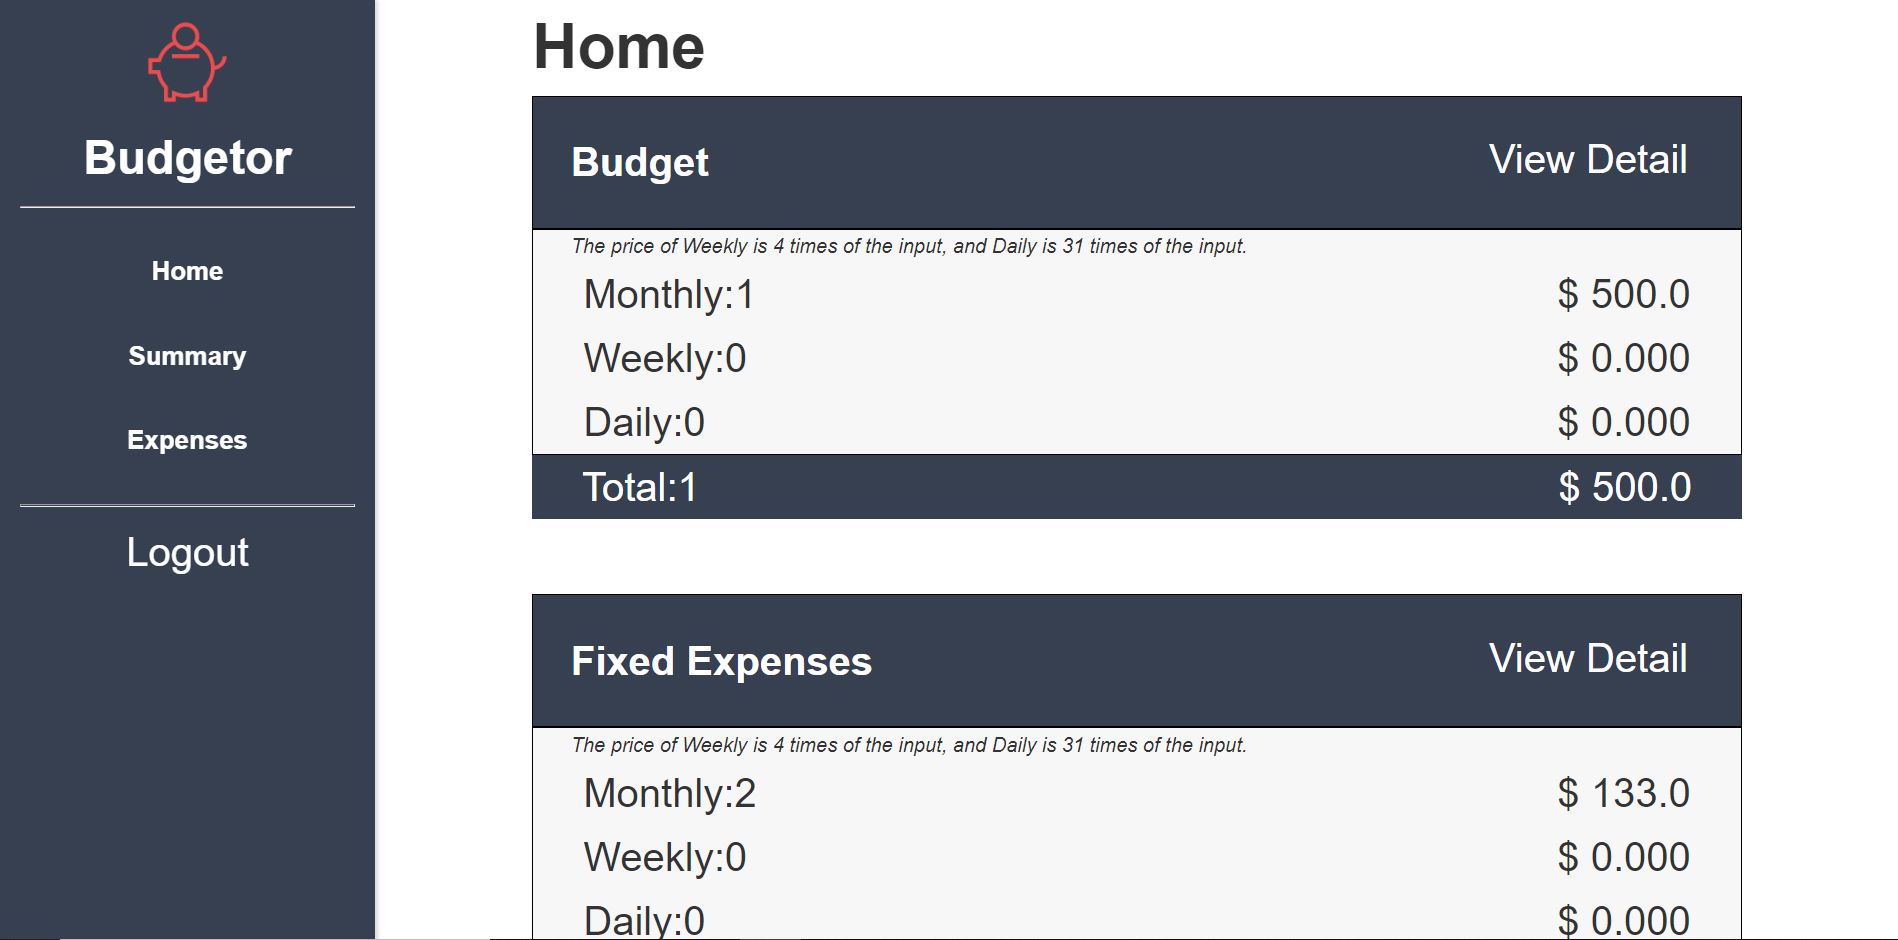 Budgetor
Home
Summary
Expenses
Logout
Home
Budget View Detail
The price of Weekly is 4 times of the input, and Daily is 31 times of the input.
Monthly:1 $ 500.0
Weekly:0 $ 0.000
Daily:0 $ 0.000
Total:1 $ 500.0
Fixed Expenses View Detail
The price of Weekly is 4 times of the input, and Daily is 31 times of the input.
Monthly:2 $ 133.0
Weekly:0 $ 0.000
Daily:0 $ 0.000